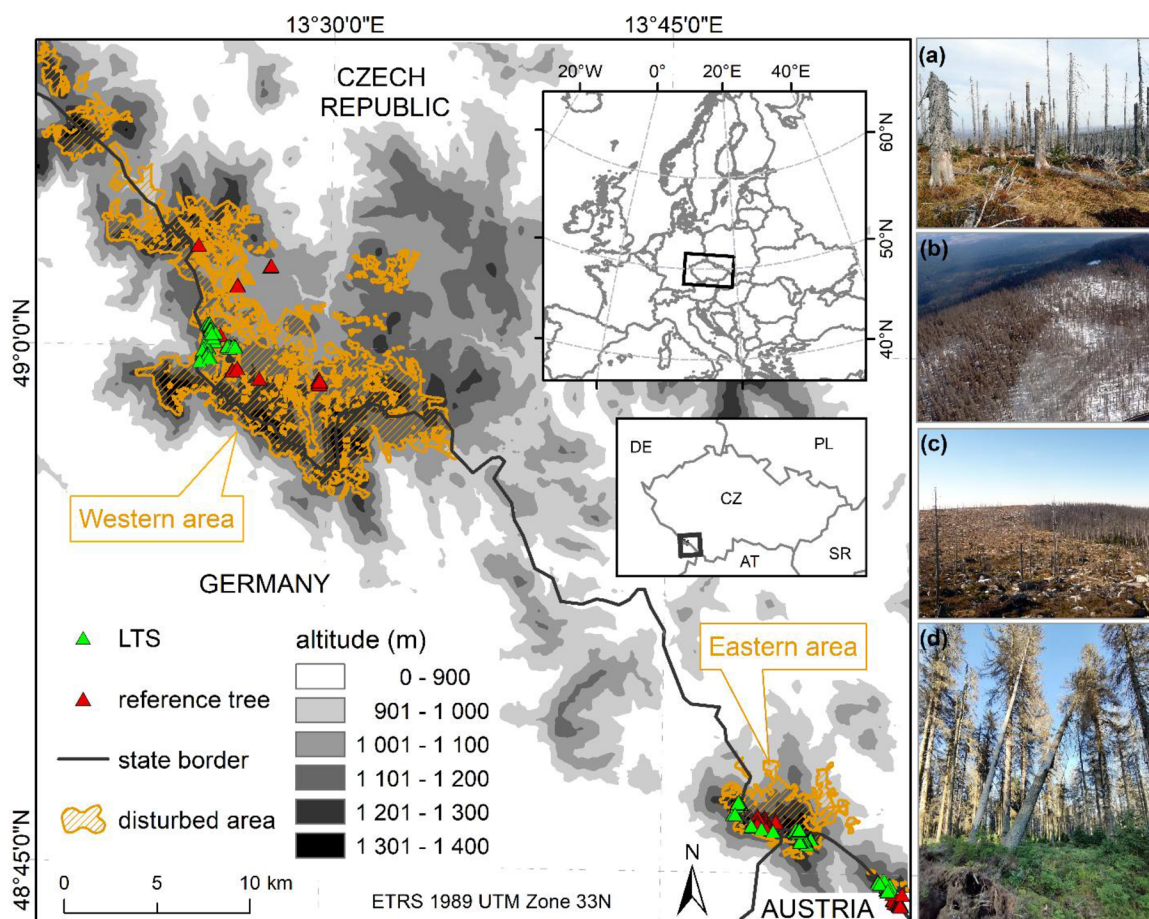 13°30'0"E
13°45'0"E
CZECH
REPUBLIC
20°W
0°
20°E
40°E
60°N
50°N
40°N
49°0'0"N
48°45'0"N
Western area
GERMANY
DE
PL
CZ
AT
SR
Eastern area
LTS
reference tree
state border
disturbed area
altitude (m)
0 - 900
901 - 1 000
1 001 - 1 100
1 101 - 1 200
1 201 - 1 300
1 301 - 1 400
0
5
10 km
ETRS 1989 UTM Zone 33N
N
AUSTRIA
(a)
(b)
(c)
(d)